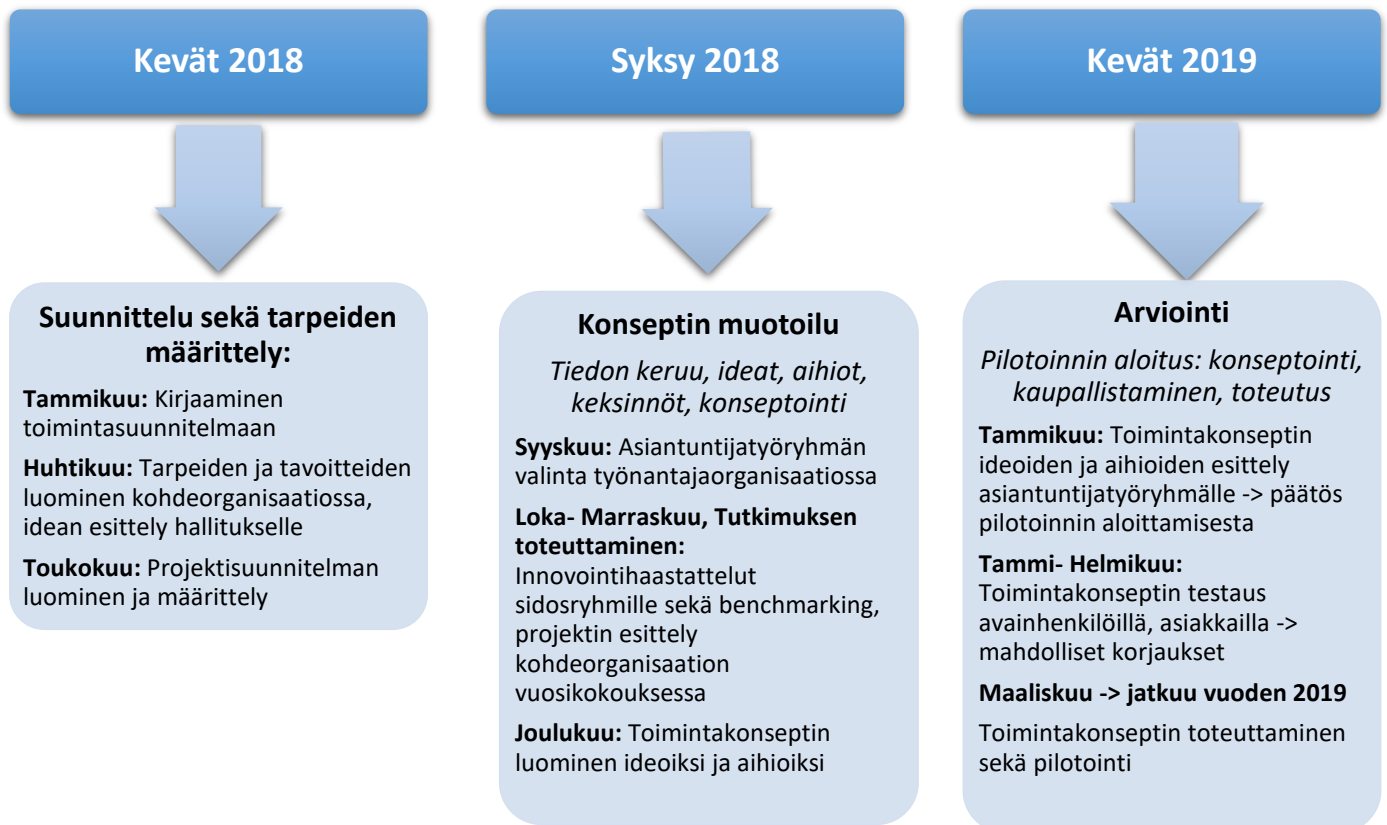 Kevät 2018
Suunnittelu sekä tarpeiden
määrittely:
Tammikuu: Kirjaaminen
toimintasuunnitelmaan
Huhtikuu: Tarpeiden ja tavoitteiden
luominen kohdeorganisaatiossa,
idean esittely hallitukselle
Toukokuu: Projektisuunnitelman
luominen ja määrittely
Syksy 2018
Konseptin muotoilu
Tiedon keruu, ideat, aihiot,
keksinnöt, konseptointi
Syyskuu: Asiantuntijatyöryhmän
valinta työnantajaorganisaatiossa
Loka- Marraskuu, Tutkimuksen
toteuttaminen:
Innovointihaastattelut
sidosryhmille sekä benchmarking,
projektin esittely
kohdeorganisaation
vuosikokouksessa
Joulukuu: Toimintakonseptin
luominen ideoiksi ja aihioiksi
Kevät 2019
Arviointi
Pilotoinnin aloitus: konseptointi,
kaupallistaminen, toteutus
Tammikuu: Toimintakonseptin
ideoiden ja aihioiden esittely
asiantuntijatyöryhmälle -> päätös
pilotoinnin aloittamisesta
Tammi- Helmikuu:
Toimintakonseptin testaus
avainhenkilöillä, asiakkailla ->
mahdolliset korjaukset
Maaliskuu -> jatkuu vuoden 2019
Toimintakonseptin toteuttaminen
sekä pilotointi